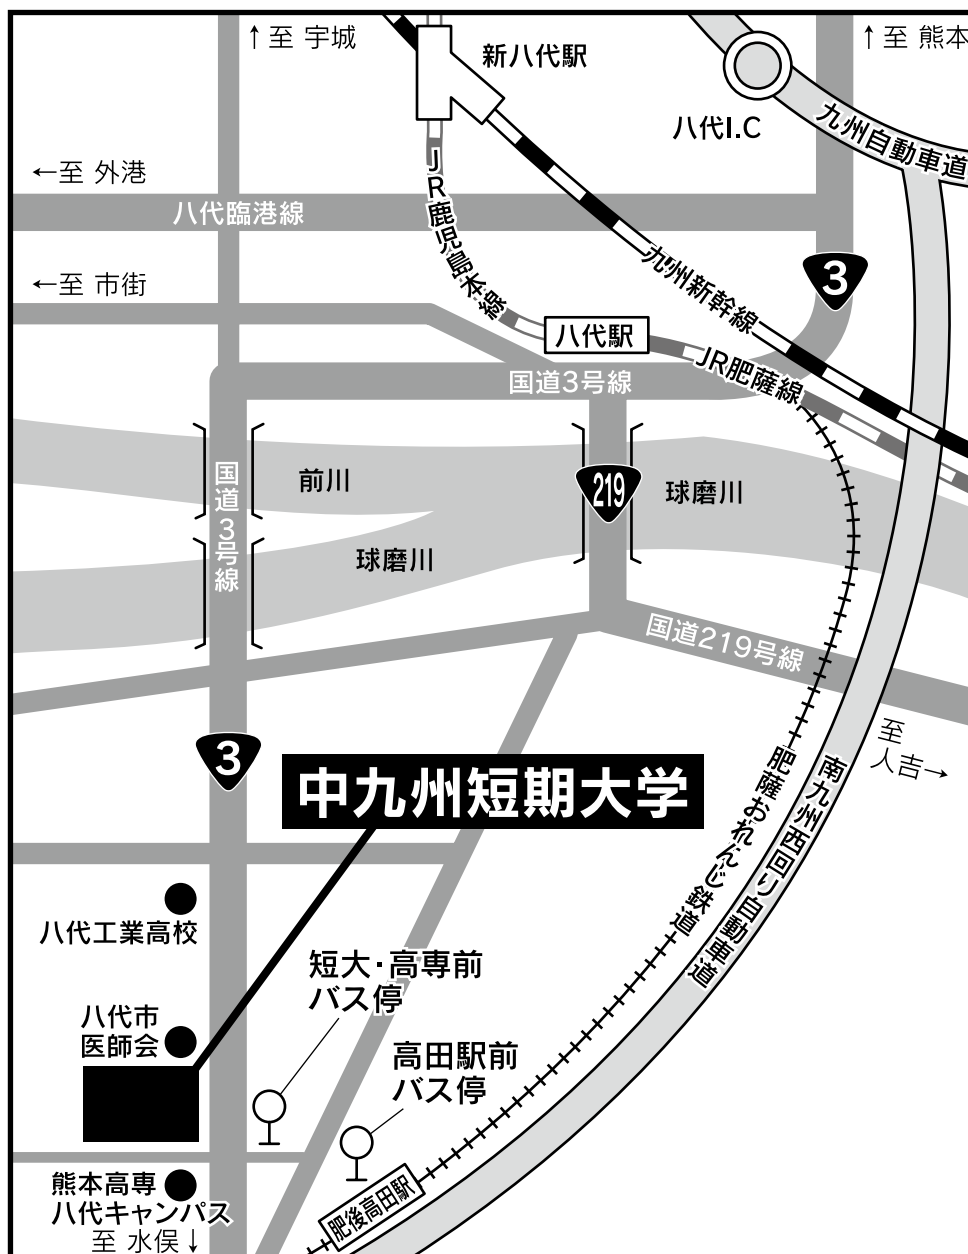 ↑至 宇城
新八代駅
↑至 熊本
八代I.C
九州自動車道
←至 外港
八代臨港線
JR鹿児島本線
←至 市街
九州新幹線
3
八代駅
JR肥薩線
国道3号線
国道3号線
前川
219
球磨川
球磨川
国道219号線
至
人吉→
3
中九州短期大学
肥薩おれんじ鉄道
南九州西回り自動車道
八代工業高校
短大・高専前
バス停
八代市
医師会
高田駅前
バス停
熊本高専
八代キャンパス
肥後高田駅
至 水俣↓